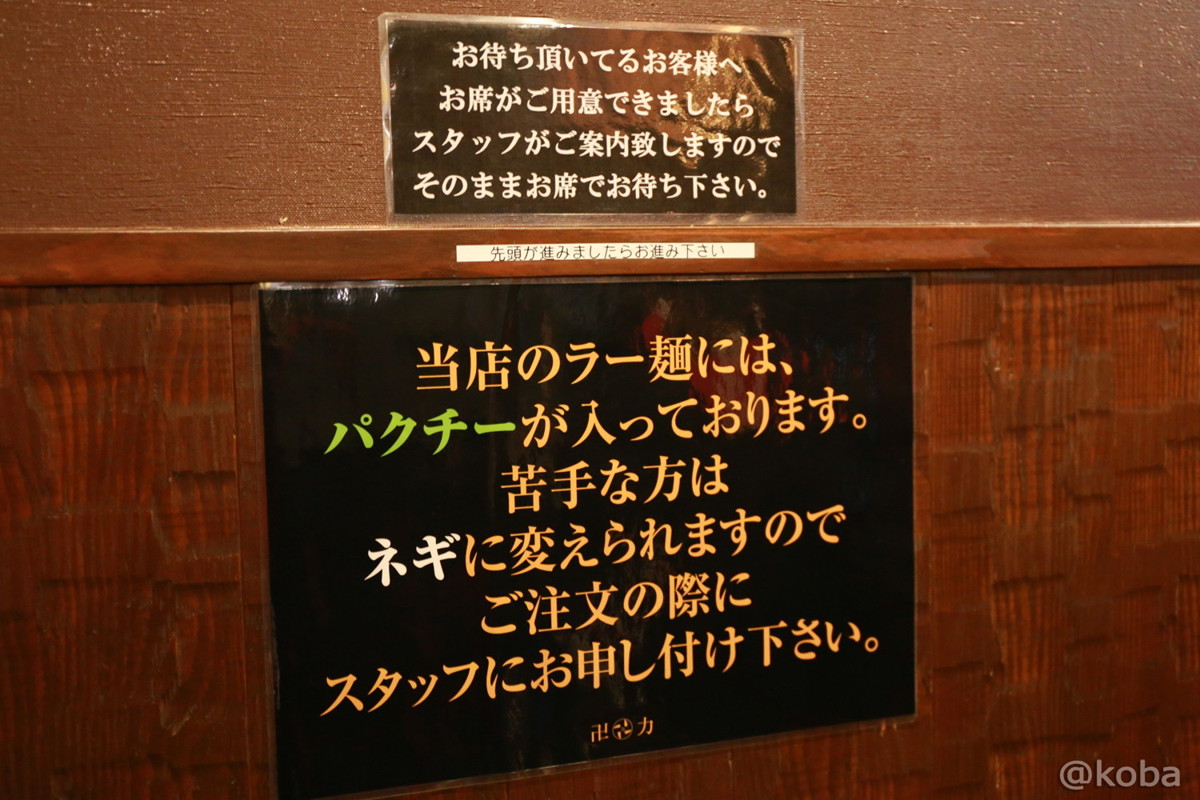 お待ち頂いてるお客様へ
お席がご用意できましたら
スタッフがご案内致しますので
そのままお席でお待ち下さい。
先頭が進みましたらお進み下さい
当店のラー麺には、
パクチーが入っております。
苦手な方は
ネギに変えられますので
ご注文の際に
スタッフにお申し付け下さい。
卍力
@koba